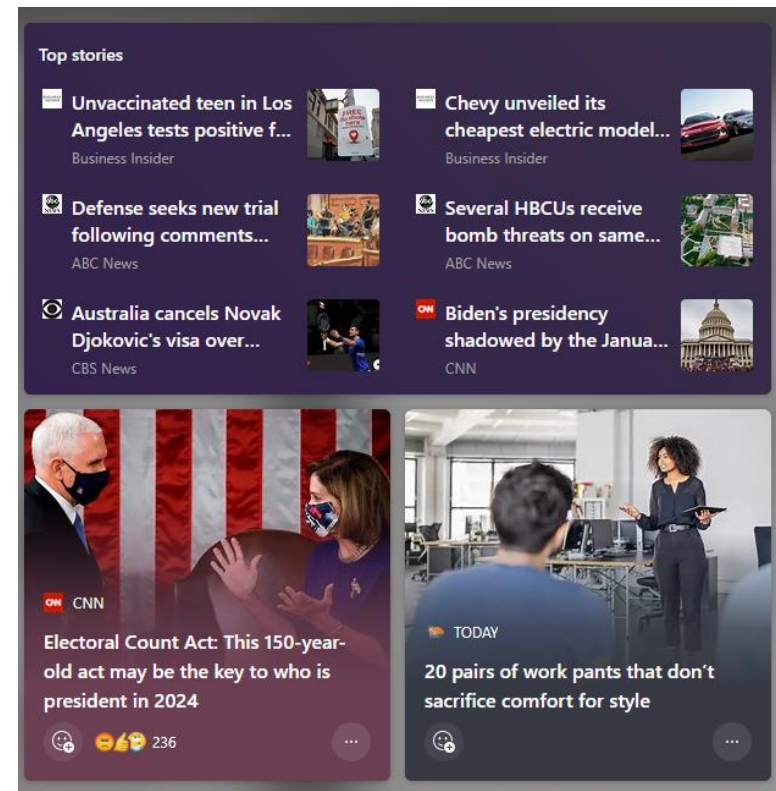 Top stories
Unvaccinated teen in Los
Angeles tests positive f...
Business Insider
Chevy unveiled its
cheapest electric model...
Business Insider
Defense seeks new trial
following comments...
ABC News
Several HBCUs receive
bomb threats on same...
ABC News
Australia cancels Novak
Djokovic's visa over...
CBS News
Biden's presidency
shadowed by the Janua...
CNN
CNN
Electoral Count Act: This 150-year-
old act may be the key to who is
president in 2024
236
TODAY
20 pairs of work pants that don’t
sacrifice comfort for style